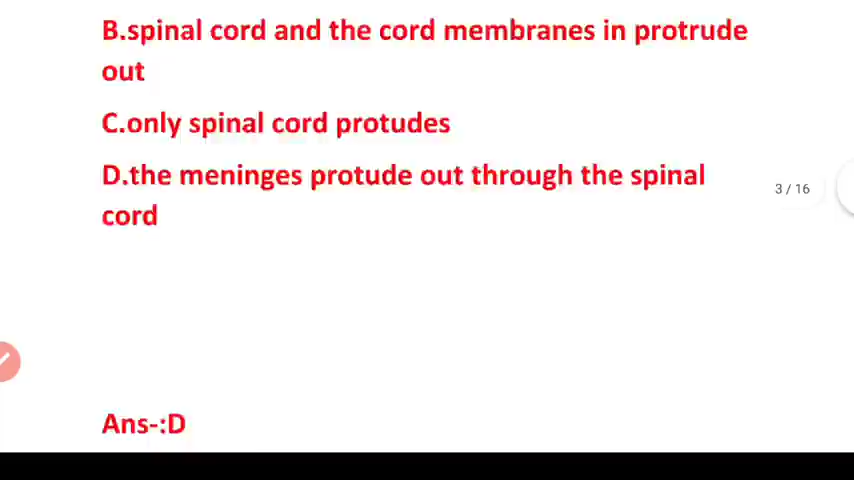 B.spinal cord and the cord membranes in protrude
out
C.only spinal cord protudes
D.the meninges protude out through the spinal
cord
3 / 16
Ans-:D